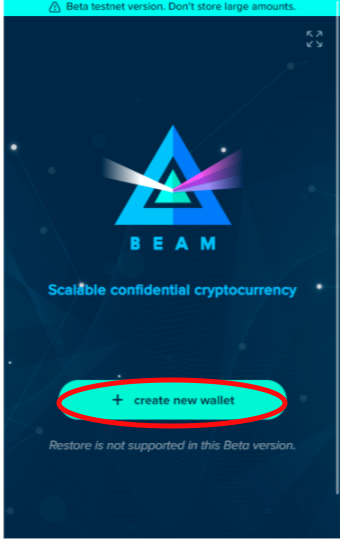 Beta testnet version. Don't store large amounts.
BEAM
Scalable confidential cryptocurrency
+ create new wallet
Restore is not supported in this Beta version.